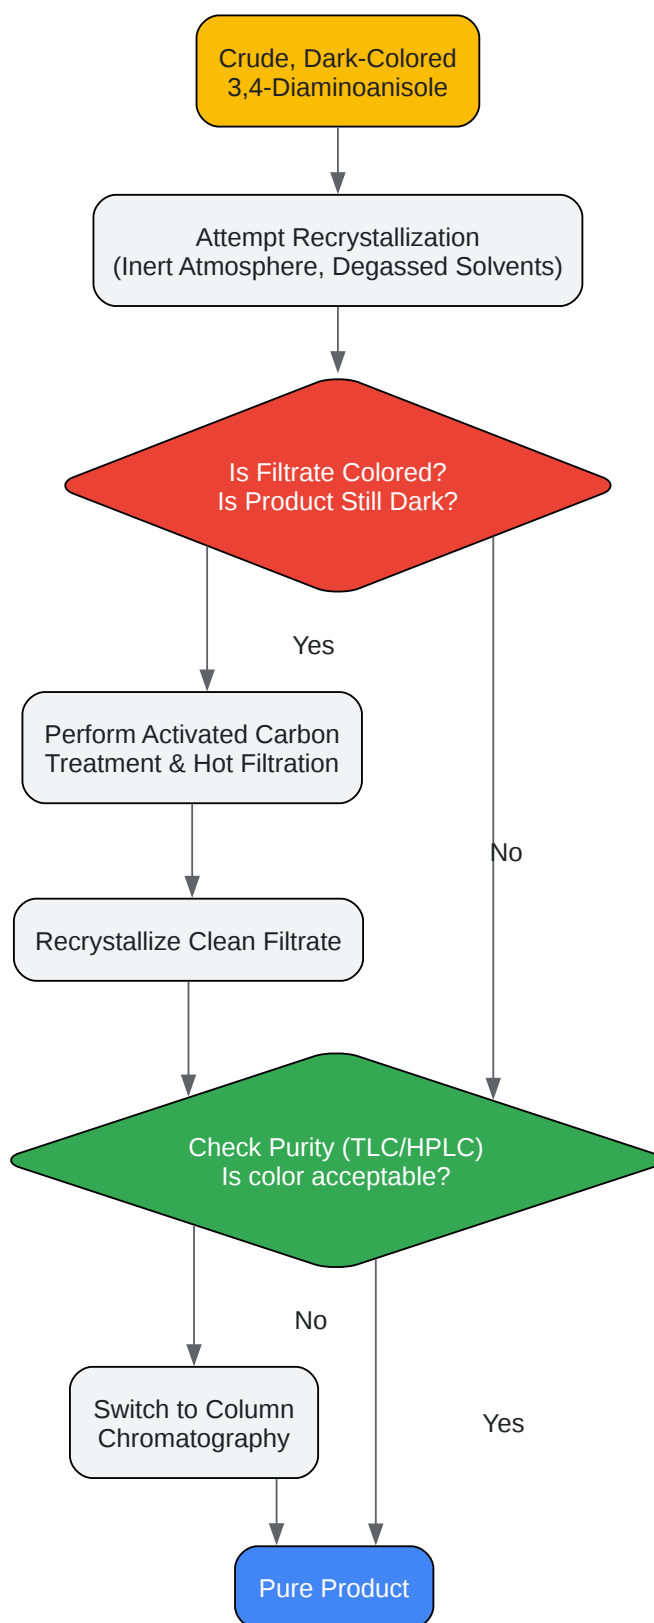 Crude, Dark-Colored
3,4-Diaminoanisole
Attempt Recrystallization
(Inert Atmosphere, Degassed Solvents)
Is Filtrate Colored?
Is Product Still Dark?
Yes
Perform Activated Carbon
Treatment & Hot Filtration
No
Recrystallize Clean Filtrate
Check Purity (TLC/HPLC)
Is color acceptable?
No
Switch to Column
Chromatography
Yes
Pure Product